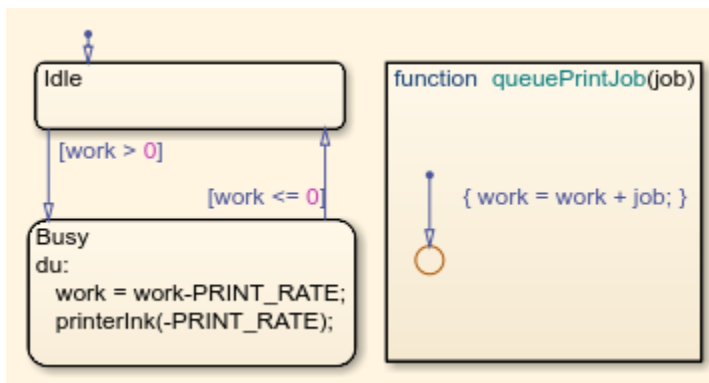 Idle
[work > 0]
[work <= 0]
Busy
du:
work = work-PRINT_RATE;
printerInk(-PRINT_RATE);
function queuePrintJob(job)
{ work = work + job; }